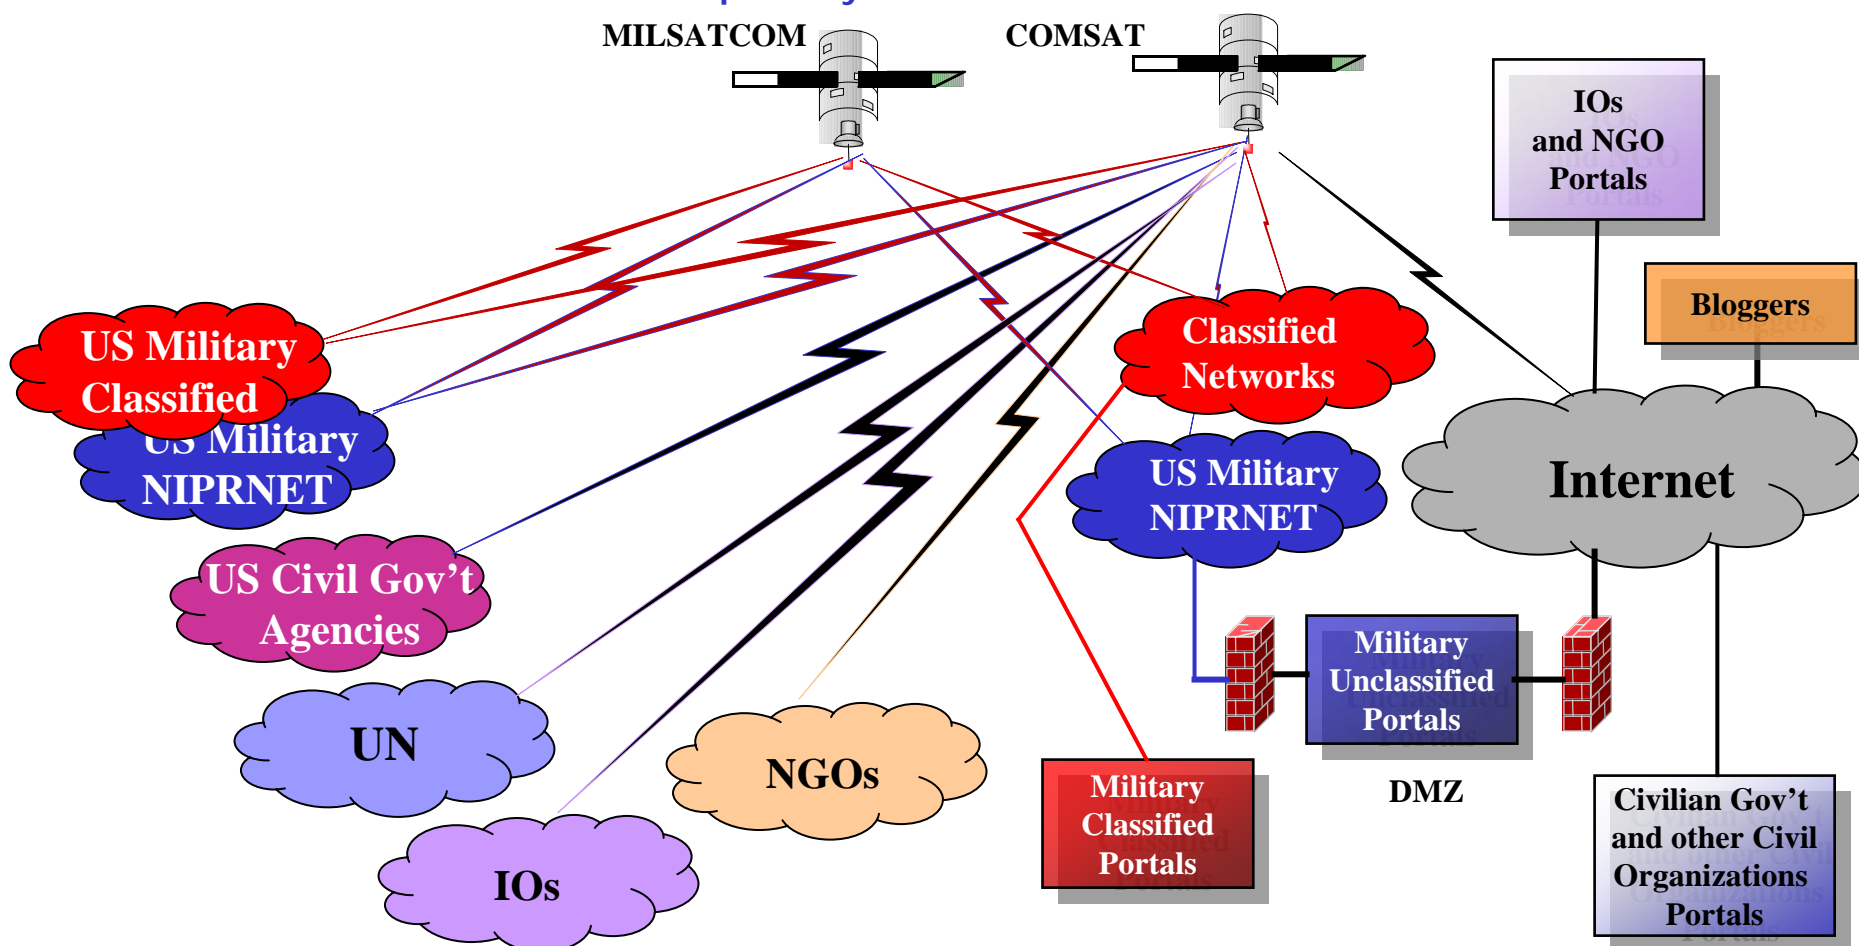 MILSATCOM
COMSAT
IOs
and NGO
Portals
Bloggers
US Military
Classified
US Military
NIPRNET
Classified
Networks
US Military
NIPRNET
Internet
US Civil Gov’t
Agencies
Military
Unclassified
Portals
DMZ
UN
NGOs
IOs
Military
Classified
Portals
Civilian Gov’t
and other Civil
Organizations
Portals